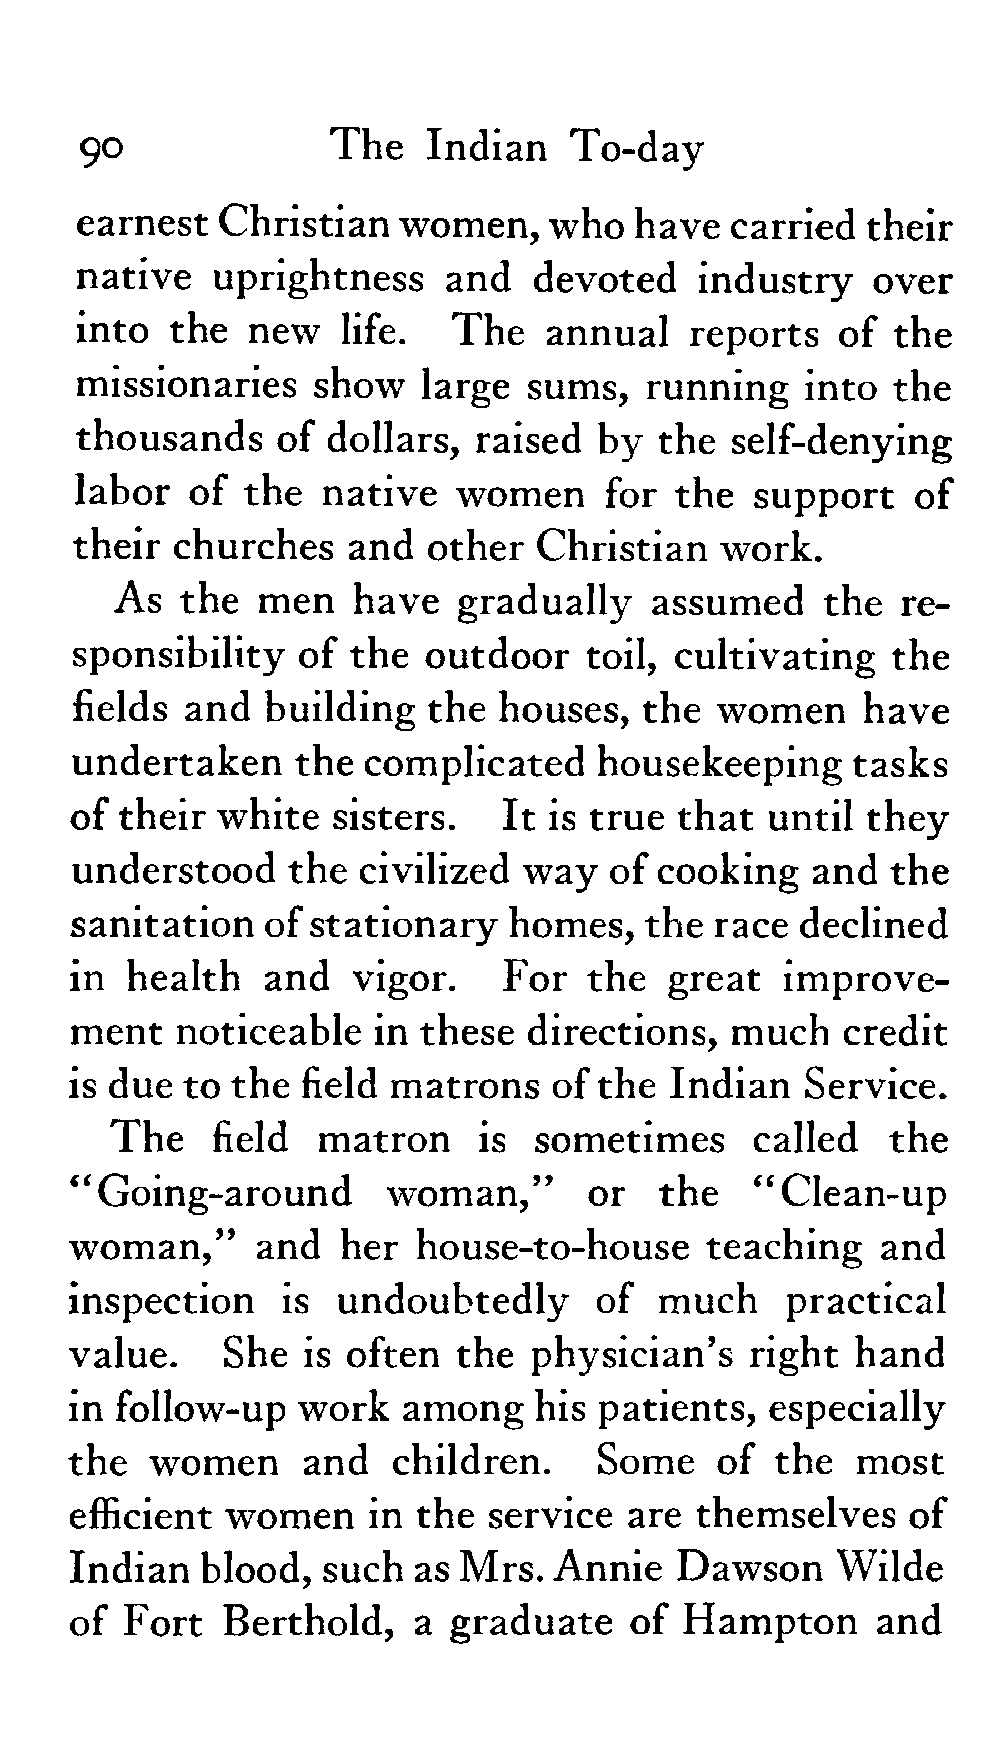 90 The Indian To-day
earnest Christian women, who have carried their
native uprightness and devoted industry over
into the new life. The annual reports of the
missionaries show large sums, running into the
thousands of dollars, raised by the self-denying
labor of the native women for the support of
their churches and other Christian work.
As the men have gradually assumed the re-
sponsibility of the outdoor toil, cultivating the
fields and building the houses, the women have
undertaken the complicated housekeeping tasks
of their white sisters. It is true that until they
understood the civilized way of cooking and the
sanitation of stationary homes, the race declined
in health and vigor. For the great improve-
ment noticeable in these directions, much credit
is due to the field matrons of the Indian Service.
The field matron is sometimes called the
“Going-around woman,” or the “Clean-up
woman,” and her house-to-house teaching and
inspection is undoubtedly of much practical
value. She is often the physician’s right hand
in follow-up work among his patients, especially
the women and children. Some of the most
efficient women in the service are themselves of
Indian blood, such as Mrs. Annie Dawson Wilde
of Fort Berthold, a graduate of Hampton and